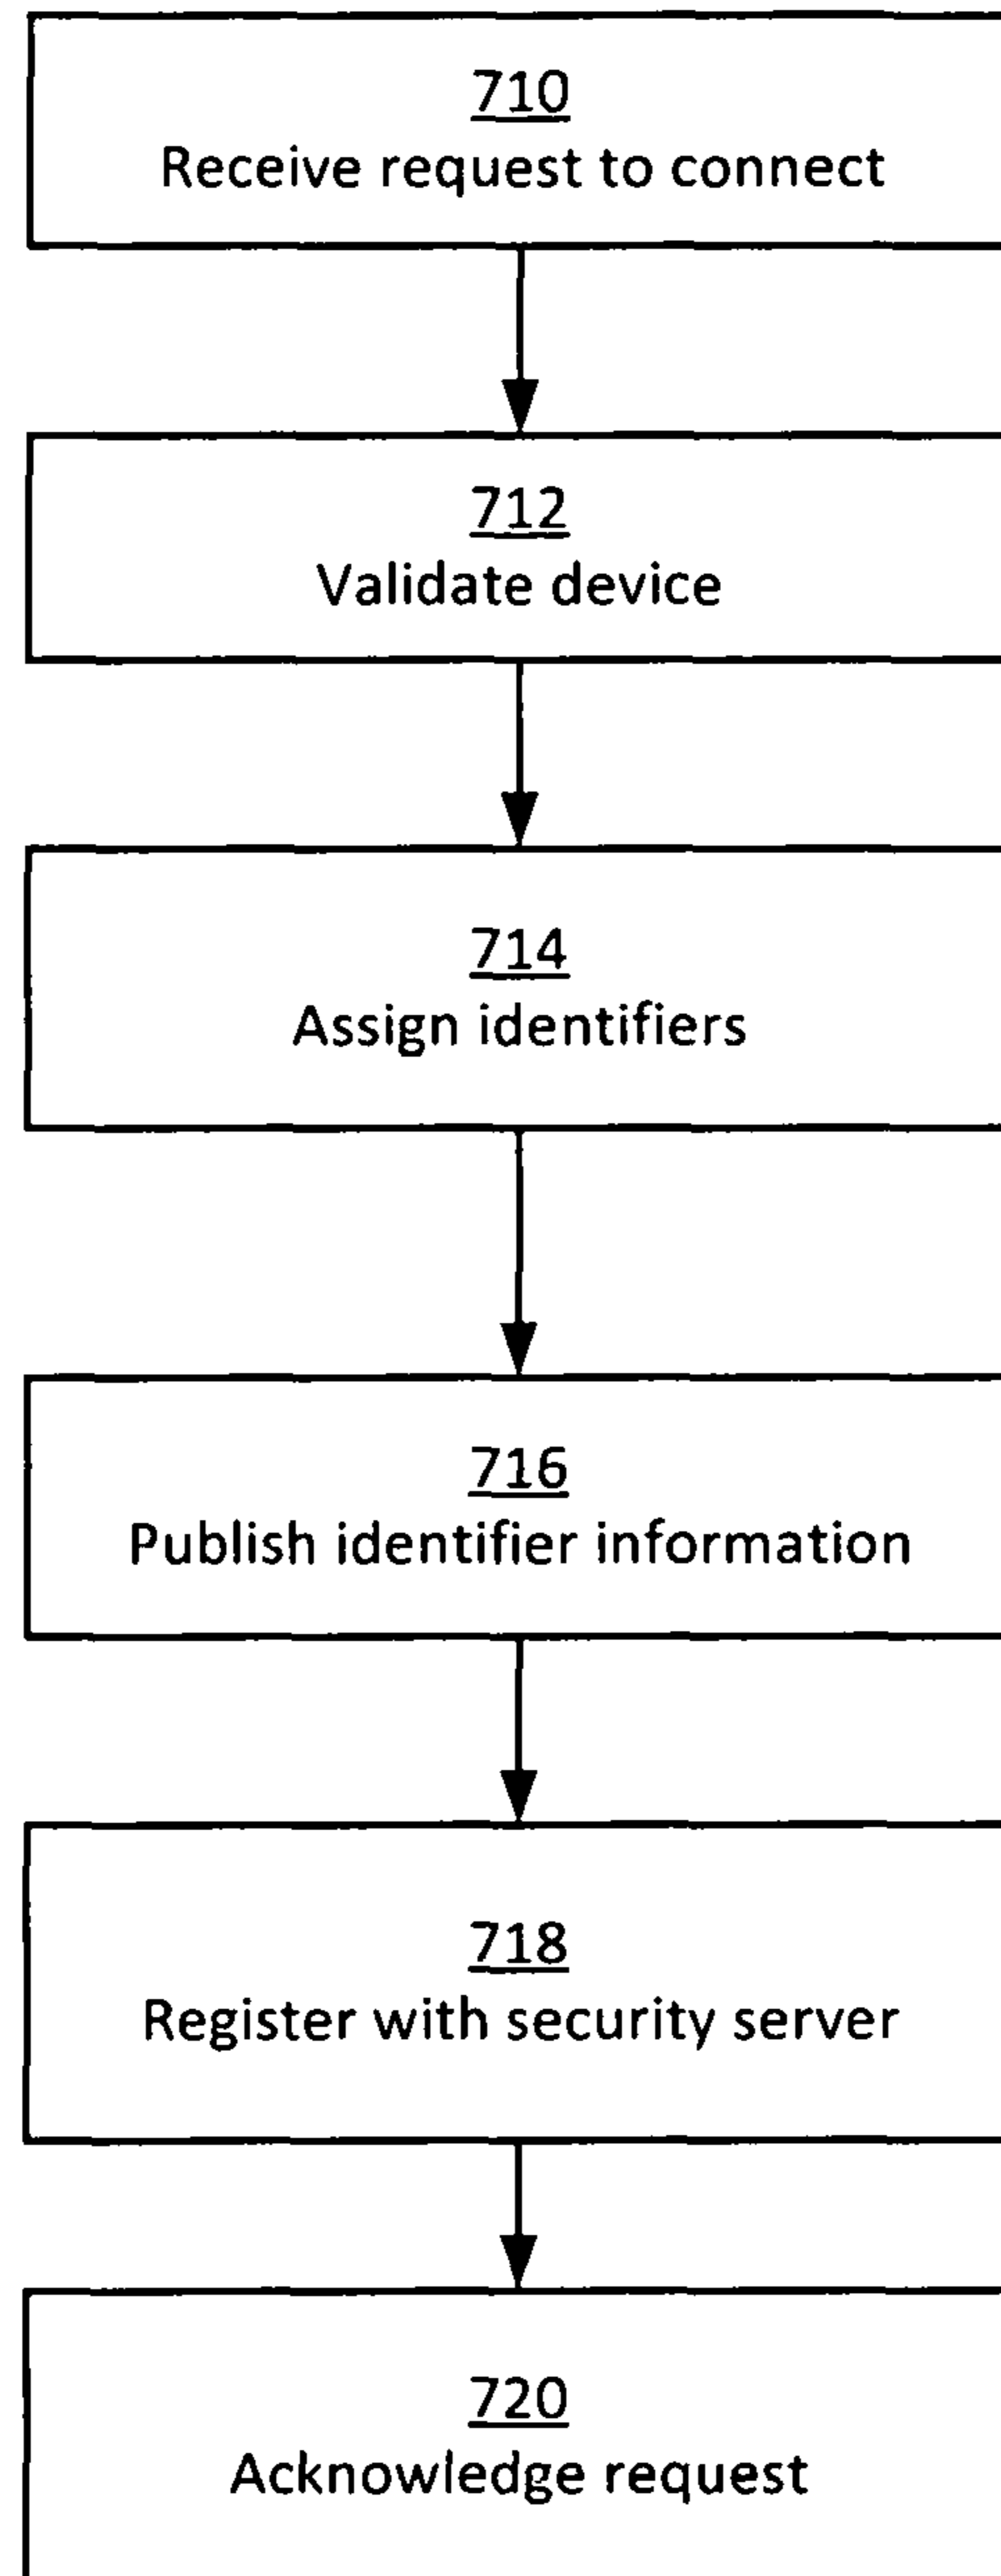 710
Receive request to connect
712
Validate device
714
Assign identifiers
716
Publish identifier information
718
Register with security server
720
Acknowledge request